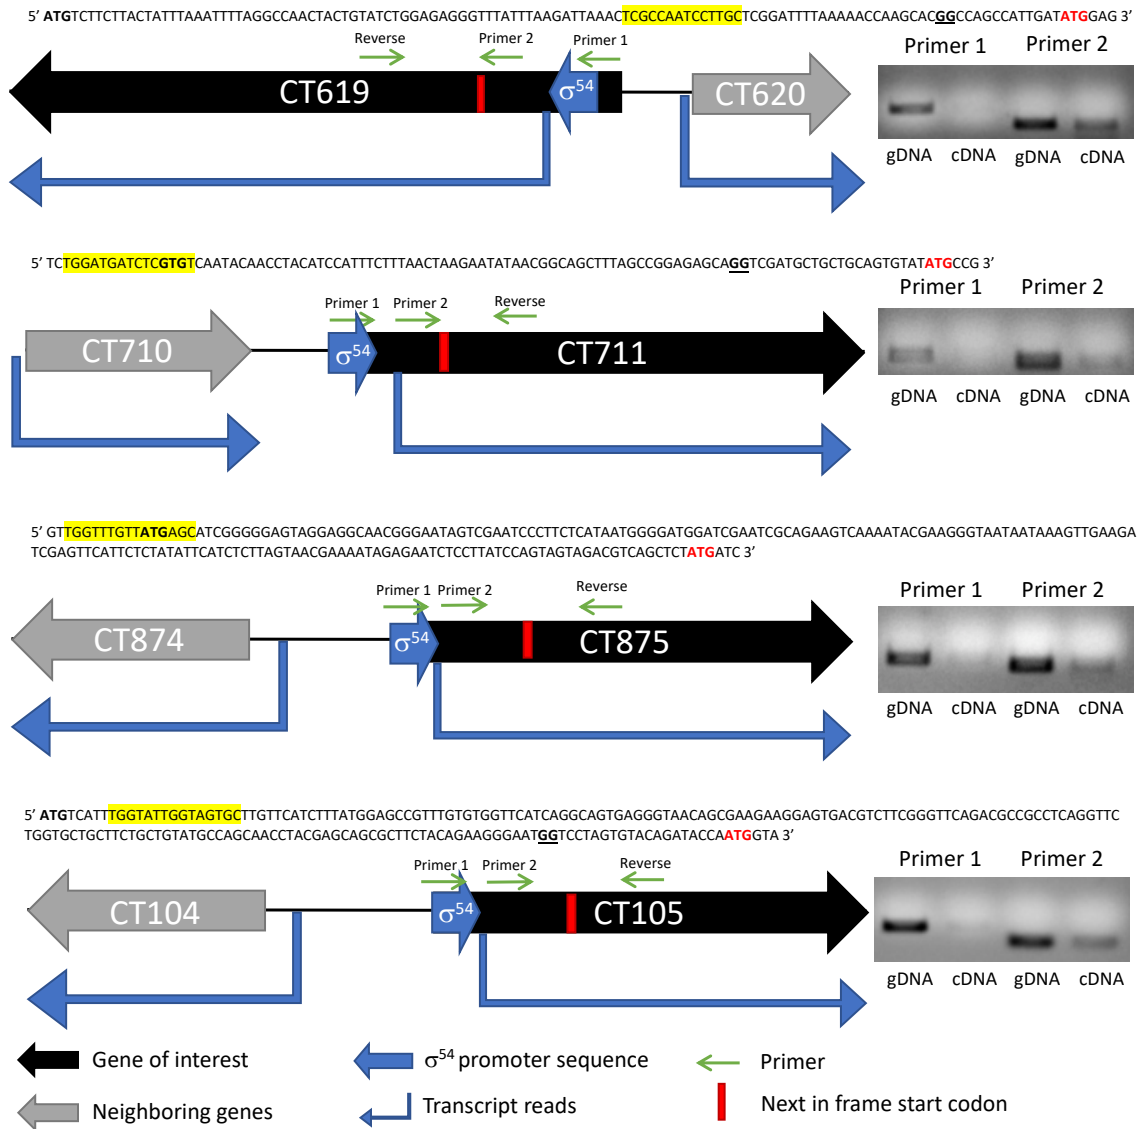 5’ ATGTCTTCTTACTATTTAAATTTTAGGCCAACTACTGTATCTGGAGAGGGTTTATTTAAGATTAAACTCGCCAATCCTTGCTCGGATTTTAAAAACCAAGCACGGCCAGCCATTGATATGGAG 3’
Primer 1 Primer 2
Reverse Primer 2 Primer 1
CT619 σ54 CT620
gDNA cDNA gDNA cDNA
5’ TCTGGATGATCTCGTGTCAATACAACCTACATCCATTTCTTTAACTAAGAATATAACGGCAGCTTTAGCCGGAGAGCAGGTCGATGCTGCTGCAGTGTATATGCCG 3’
Primer 1 Primer 2
Primer 1 Primer 2 Reverse
CT710 σ54 CT711
gDNA cDNA gDNA cDNA
5’ GTTGGTTTGTTATGAGCATCGGGGGAGTAGGAGGCAACGGGAATAGTCGAATCCCTTCTCATAATGGGGATGGATCGAATCGCAGAAGTCAAAATACGAAGGGTAATAATAAAGTTGAAGA
TCGAGTTCATTCTCTATATTCATCTCTTAGTAACGAAAATAGAGAATCTCCTTATCCAGTAGTAGACGTCAGCTCTATGATC 3’
Primer 1 Primer 2
Primer 1 Primer 2 Reverse
CT874 σ54 CT875
gDNA cDNA gDNA cDNA
5’ ATGTCATTTGGTATTGGTAGTGCTTGTTCATCTTTATGGAGCCGTTTGTGTGGTTCATCAGGCAGTGAGGGTAACAGCGAAGAAGGAGTGACGTCTTCGGGTTCAGACGCCGCCTCAGGTTC
TGGTGCTGCTTCTGCTGTATGCCAGCAACCTACGAGCAGCGCTTCTACAGAAGGGAATGGTCCTAGTGTACAGATACCAATGGTA 3’
Primer 1 Primer 2
Primer 1 Primer 2 Reverse
CT104 σ54 CT105
gDNA cDNA gDNA cDNA
Gene of interest σ54 promoter sequence Primer
Neighboring genes Transcript reads Next in frame start codon